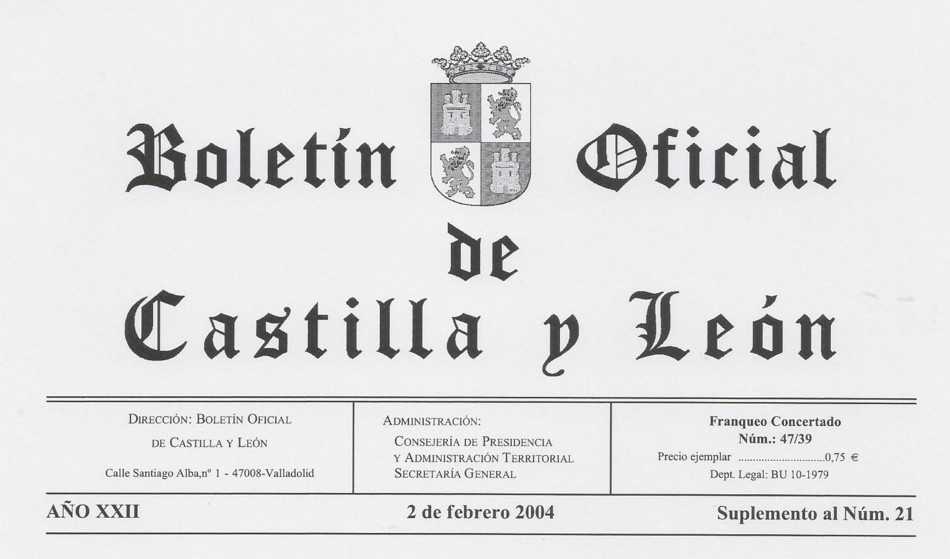 Boletín Oficial
de
Castilla y León
DIRECCIÓN: BOLETÍN OFICIAL
DE CASTILLA Y LEÓN
Calle Santiago Alba,nº 1 - 47008-Valladolid
ADMINISTRACIÓN:
CONSEJERÍA DE PRESIDENCIA
Y ADMINISTRACIÓN TERRITORIAL
SECRETARÍA GENERAL
Franqueo Concertado
Núm.: 47/39
Precio ejemplar .............................0,75 €
Dept. Legal: BU 10-1979
AÑO XXII 2 de febrero 2004 Suplemento al Núm. 21